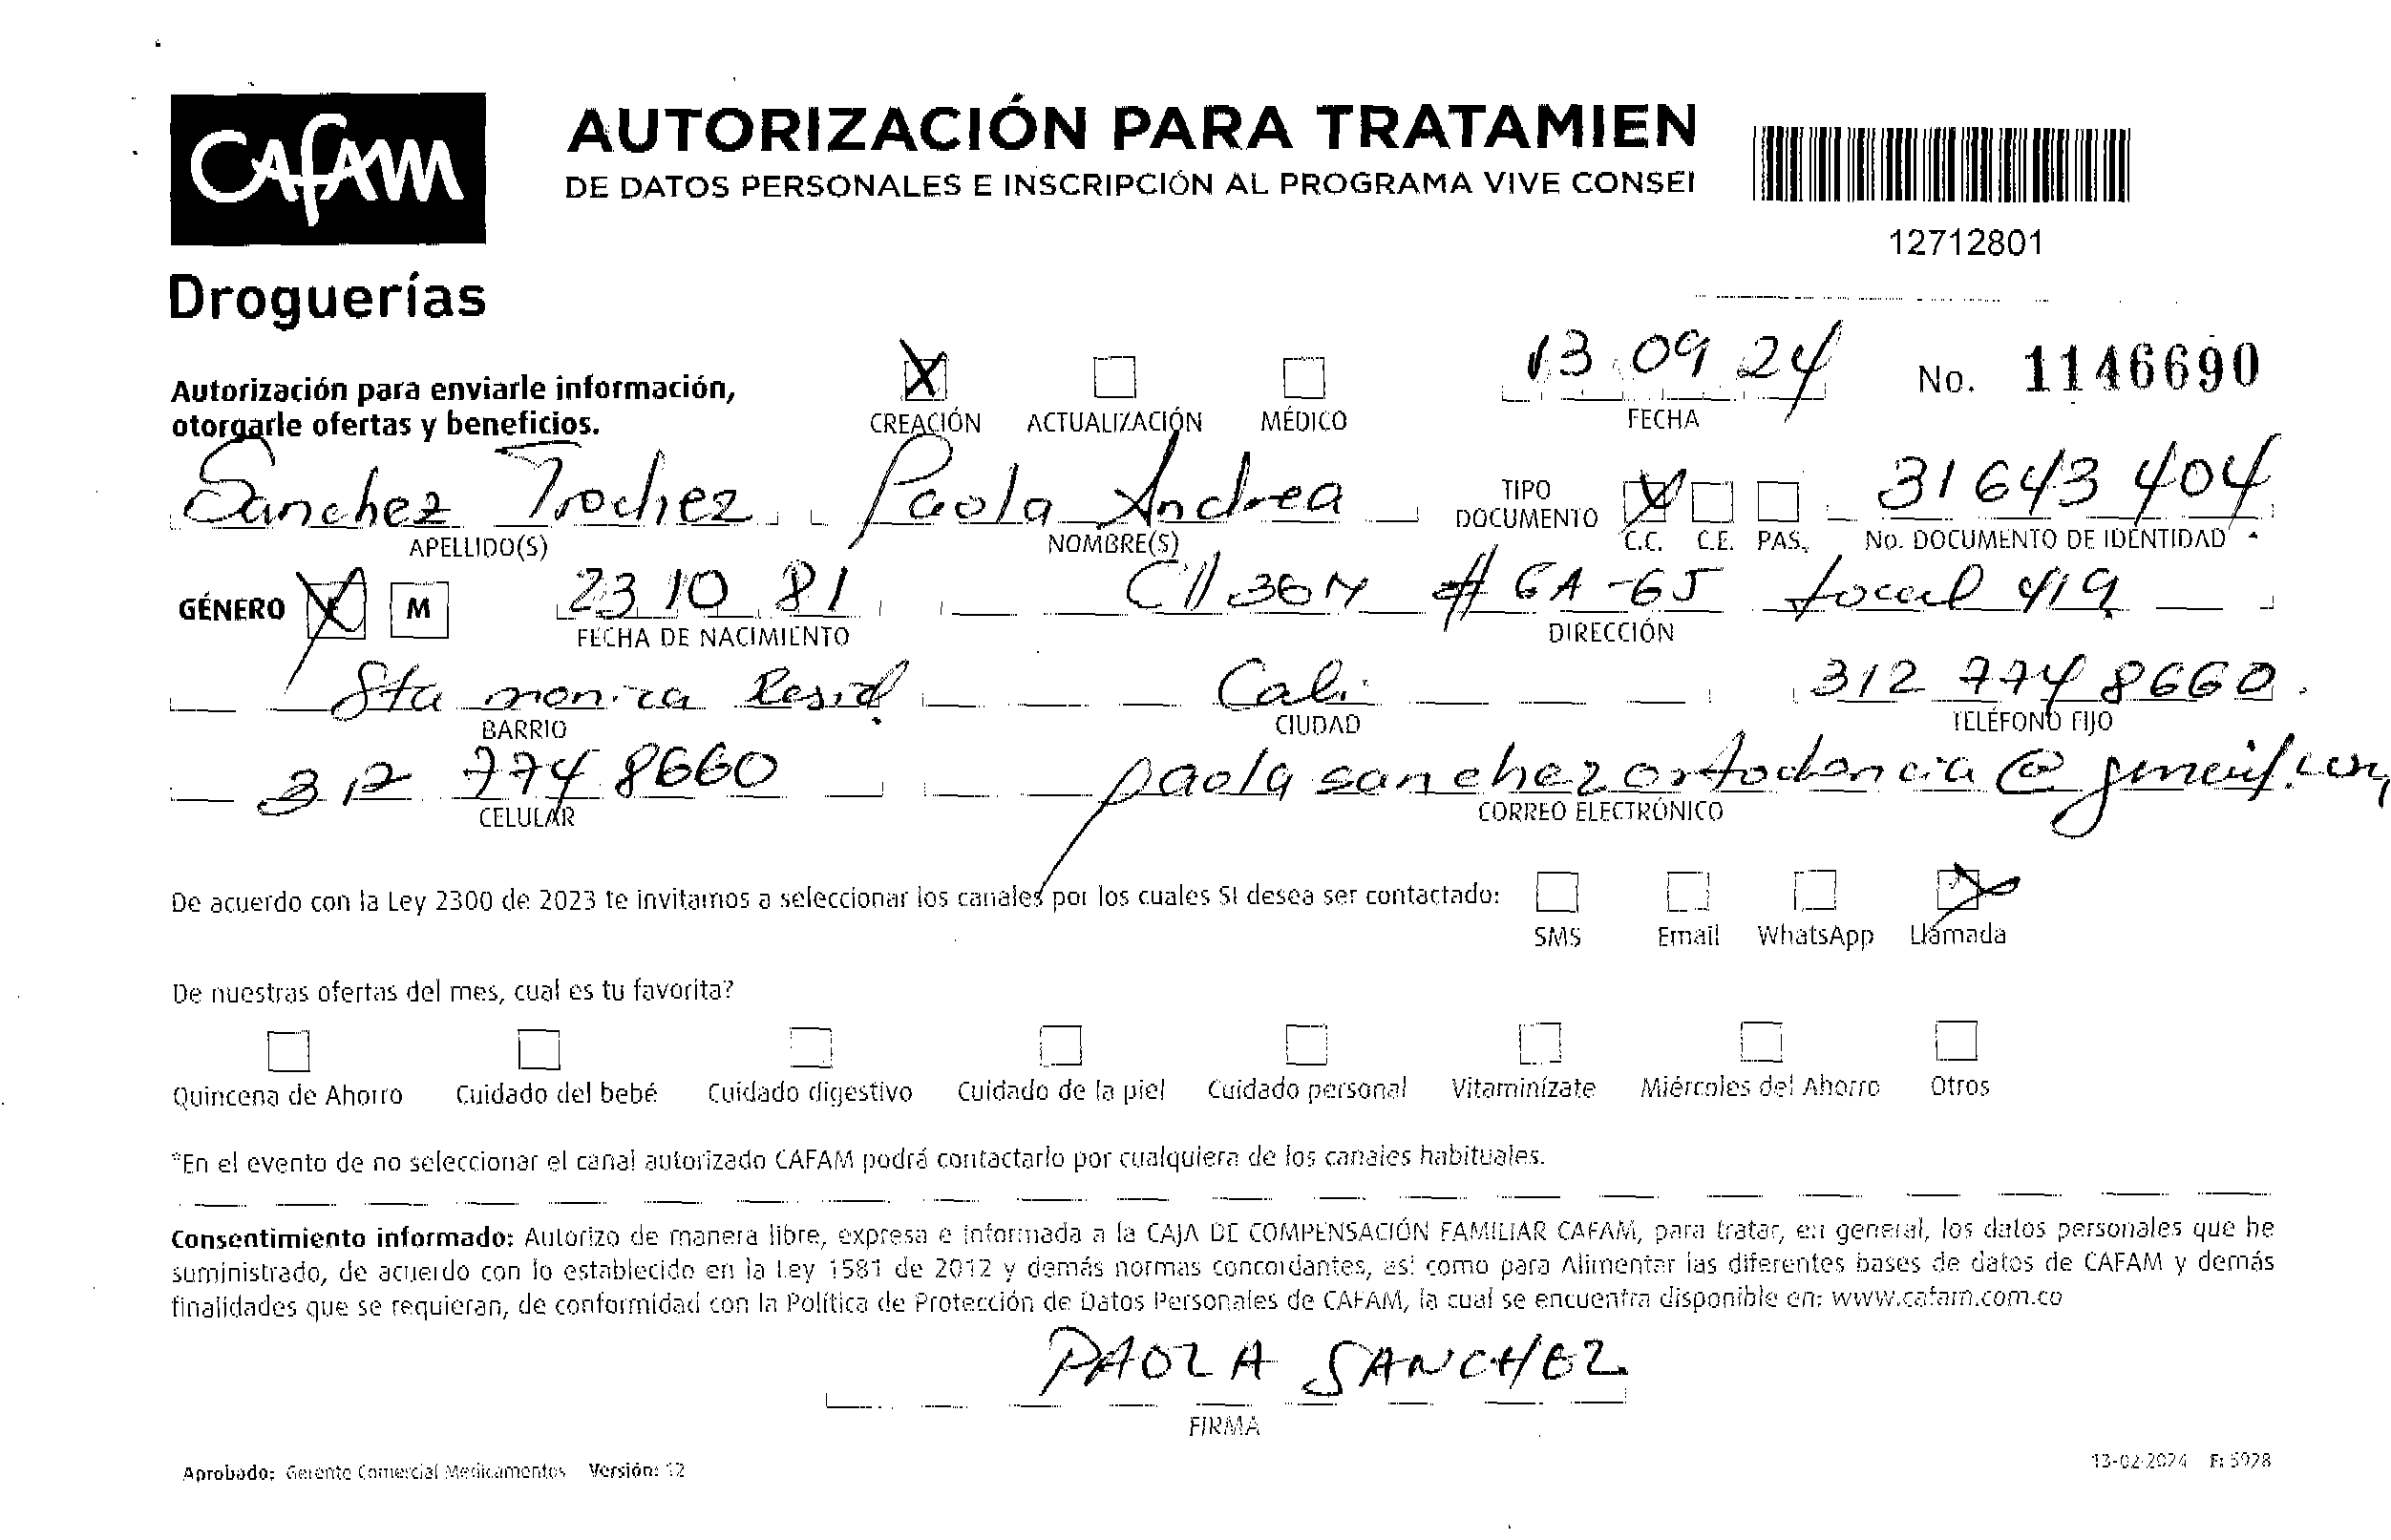 CAFAM
Droguerías
AUTORIZACIÓN PARA TRATAMIEN
DE DATOS PERSONALES E INSCRIPCIÓN AL PROGRAMA VIVE CONSEI
12712801
Autorización para enviarle información,
otorgarle ofertas y beneficios.
X
CREACIÓN ACTUALIZACIÓN MÉDICO
13 09 24
FECHA
No. 1146690
Sanchez Trochez Paola Andrea
APELLIDO(S) NOMBRE(S)
TIPO
DOCUMENTO
X
C.C. C.E. PAS.
31 643 404
No. DOCUMENTO DE IDENTIDAD
GÉNERO X M 23 10 81 Cll 36N # 6A-65 Local 419
FECHA DE NACIMIENTO DIRECCIÓN
Sta monica Resid Cali 312 774 8660
BARRIO CIUDAD TELÉFONO FIJO
312 774 8660 paolasanchezortodoncia@gmail.com
CELULAR CORREO ELECTRÓNICO
De acuerdo con la Ley 2300 de 2023 te invitamos a seleccionar los canales por los cuales SI desea ser contactado:
X
SMS Email WhatsApp Llámada
De nuestras ofertas del mes, cual es tu favorita?
Quincena de Ahorro Cuidado del bebé Cuidado digestivo Cuidado de la piel Cuidado personal Vitaminízate Miércoles del Ahorro Otros
*En el evento de no seleccionar el canal autorizado CAFAM podrá contactarlo por cualquiera de los canales habituales.
Consentimiento informado: Autorizo de manera libre, expresa e informada a la CAJA DE COMPENSACIÓN FAMILIAR CAFAM, para tratar, en general, los datos personales que he
suministrado, de acuerdo con lo establecido en la Ley 1581 de 2012 y demás normas concordantes, así como para Alimentar las diferentes bases de datos de CAFAM y demás
finalidades que se requieran, de conformidad con la Política de Protección de Datos Personales de CAFAM, la cual se encuentra disponible en: www.cafam.com.co
PAOLA SANCHEZ
FIRMA
Aprobado: Gerente Comercial Medicamentos Versión: 12
13-02-2024 F: 5928